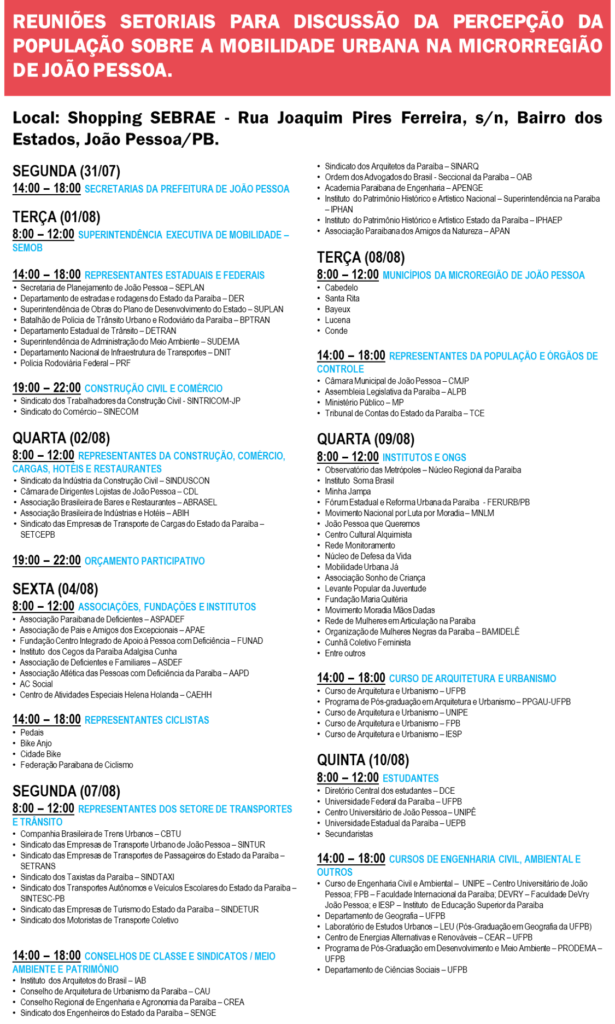 REUNIÕES SETORIAIS PARA DISCUSSÃO DA PERCEPÇÃO DA
POPULAÇÃO SOBRE A MOBILIDADE URBANA NA MICRORREGIÃO
DE JOÃO PESSOA.
Local: Shopping SEBRAE - Rua Joaquim Pires Ferreira, s/n, Bairro dos
Estados, João Pessoa/PB.
SEGUNDA (31/07)
14:00 – 18:00 SECRETARIAS DA PREFEITURA DE JOÃO PESSOA
TERÇA (01/08)
8:00 – 12:00 SUPERINTENDÊNCIA EXECUTIVA DE MOBILIDADE –
SEMOB
14:00 – 18:00 REPRESENTANTES ESTADUAIS E FEDERAIS
• Secretaria de Planejamento de João Pessoa – SEPLAN
• Departamento de estradas e rodagens do Estado da Paraíba – DER
• Superintendência de Obras do Plano de Desenvolvimento do Estado – SUPLAN
• Batalhão de Policia de Trânsito Urbano e Rodoviário da Paraíba – BPTRAN
• Departamento Estadual de Trânsito – DETRAN
• Superintendência de Administração do Meio Ambiente – SUDEMA
• Departamento Nacional de Infraestrutura de Transportes – DNIT
• Policia Rodoviária Federal – PRF
19:00 – 22:00 CONSTRUÇÃO CIVIL E COMÉRCIO
• Sindicato dos Trabalhadores da Construção Civil - SINTRICOM-JP
• Sindicato do Comércio – SINECOM
QUARTA (02/08)
8:00 – 12:00 REPRESENTANTES DA CONSTRUÇÃO, COMÉRCIO,
CARGAS, HOTÉIS E RESTAURANTES
• Sindicato da Indústria da Construção Civil – SINDUSCON
• Câmara de Dirigentes Lojistas de João Pessoa – CDL
• Associação Brasileira de Bares e Restaurantes – ABRASEL
• Associação Brasileira de Indústrias e Hotéis – ABIH
• Sindicato das Empresas de Transporte de Cargas do Estado da Paraíba –
SETCEPB
19:00 – 22:00 ORÇAMENTO PARTICIPATIVO
SEXTA (04/08)
8:00 – 12:00 ASSOCIAÇÕES, FUNDAÇÕES E INSTITUTOS
• Associação Paraibana de Deficientes – ASPADEF
• Associação de Pais e Amigos dos Excepcionais – APAE
• Fundação Centro Integrado de Apoio á Pessoa com Deficiência – FUNAD
• Instituto dos Cegos da Paraíba Adalgisa Cunha
• Associação de Deficientes e Familiares – ASDEF
• Associação Atlética das Pessoas com Deficiência da Paraíba – AAPD
• AC Social
• Centro de Atividades Especiais Helena Holanda – CAEHH
14:00 – 18:00 REPRESENTANTES CICLISTAS
• Pedais
• Bike Anjo
• Cidade Bike
• Federação Paraibana de Ciclismo
SEGUNDA (07/08)
8:00 – 12:00 REPRESENTANTES DOS SETORE DE TRANSPORTES
E TRÂNSITO
• Companhia Brasileira de Trens Urbanos – CBTU
• Sindicato das Empresas de Transporte Urbano de João Pessoa – SINTUR
• Sindicato das Empresas de Transportes de Passageiros do Estado da Paraíba –
SETRANS
• Sindicato dos Taxistas da Paraíba – SINDTAXI
• Sindicato dos Transportes Autônomos e Veículos Escolares do Estado da Paraíba –
SINTESC-PB
• Sindicato das Empresas de Turismo do Estado da Paraíba – SINDETUR
• Sindicato dos Motoristas de Transporte Coletivo
14:00 – 18:00 CONSELHOS DE CLASSE E SINDICATOS / MEIO
AMBIENTE E PATRIMÔNIO
• Instituto dos Arquitetos do Brasil – IAB
• Conselho de Arquitetura de Urbanismo da Paraíba – CAU
• Conselho Regional de Engenharia e Agronomia da Paraíba – CREA
• Sindicato dos Engenheiros do Estado da Paraíba – SENGE
• Sindicato dos Arquitetos da Paraíba – SINARQ
• Ordem dos Advogados do Brasil - Seccional da Paraíba – OAB
• Academia Paraibana de Engenharia – APENGE
• Instituto do Patrimônio Histórico e Artístico Nacional – Superintendência na Paraíba
– IPHAN
• Instituto do Patrimônio Histórico e Artístico Estado da Paraíba – IPHAEP
• Associação Paraibana dos Amigos da Natureza – APAN
TERÇA (08/08)
8:00 – 12:00 MUNICÍPIOS DA MICROREGIÃO DE JOÃO PESSOA
• Cabedelo
• Santa Rita
• Bayeux
• Lucena
• Conde
14:00 – 18:00 REPRESENTANTES DA POPULAÇÃO E ÓRGÃOS DE
CONTROLE
• Câmara Municipal de João Pessoa – CMJP
• Assembleia Legislativa da Paraíba – ALPB
• Ministério Público – MP
• Tribunal de Contas do Estado da Paraíba – TCE
QUARTA (09/08)
8:00 – 12:00 INSTITUTOS E ONGS
• Observatório das Metrópoles – Núcleo Regional da Paraíba
• Instituto Soma Brasil
• Minha Jampa
• Fórum Estadual e Reforma Urbana da Paraíba - FERURB/PB
• Movimento Nacional por Luta por Moradia – MNLM
• João Pessoa que Queremos
• Centro Cultural Alquimista
• Rede Monitoramento
• Núcleo de Defesa da Vida
• Mobilidade Urbana Já
• Associação Sonho de Criança
• Levante Popular da Juventude
• Fundação Maria Quitéria
• Movimento Moradia Mãos Dadas
• Rede de Mulheres em Articulação na Paraíba
• Organização de Mulheres Negras da Paraíba – BAMIDELÊ
• Cunhã Coletivo Feminista
• Entre outros
14:00 – 18:00 CURSO DE ARQUITETURA E URBANISMO
• Curso de Arquitetura e Urbanismo – UFPB
• Programa de Pós-graduação em Arquitetura e Urbanismo – PPGAU-UFPB
• Curso de Arquitetura e Urbanismo – UNIPE
• Curso de Arquitetura e Urbanismo – FPB
• Curso de Arquitetura e Urbanismo – IESP
QUINTA (10/08)
8:00 – 12:00 ESTUDANTES
• Diretório Central dos estudantes – DCE
• Universidade Federal da Paraíba – UFPB
• Centro Universitário de João Pessoa – UNIPÊ
• Universidade Estadual da Paraíba – UEPB
• Secundaristas
14:00 – 18:00 CURSOS DE ENGENHARIA CIVIL, AMBIENTAL E
OUTROS
• Curso de Engenharia Civil e Ambiental – UNIPE – Centro Universitário de João
Pessoa; FPB – Faculdade Internacional da Paraíba; DEVRY – Faculdade DeVry
João Pessoa; e IESP – Instituto de Educação Superior da Paraíba
• Departamento de Geografia – UFPB
• Laboratório de Estudos Urbanos – LEU (Pós-Graduação em Geografia da UFPB)
• Centro de Energias Alternativas e Renováveis – CEAR – UFPB
• Programa de Pós-Graduação em Desenvolvimento e Meio Ambiente – PRODEMA –
UFPB
• Departamento de Ciências Sociais – UFPB